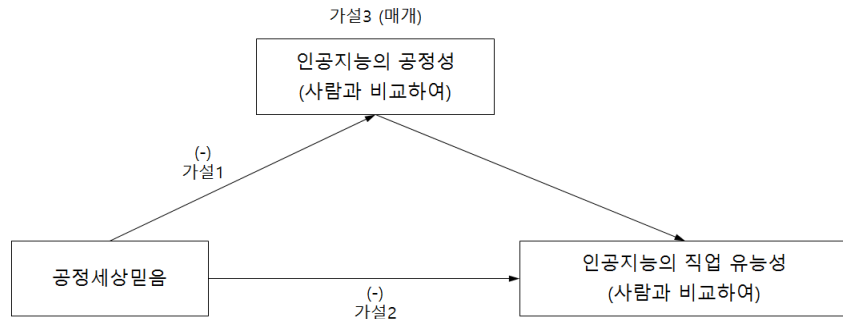 가설3 (매개)
인공지능의 공정성
(사람과 비교하여)
(-)
가설1
공정세상믿음
인공지능의 직업 유능성
(사람과 비교하여)
(-)
가설2